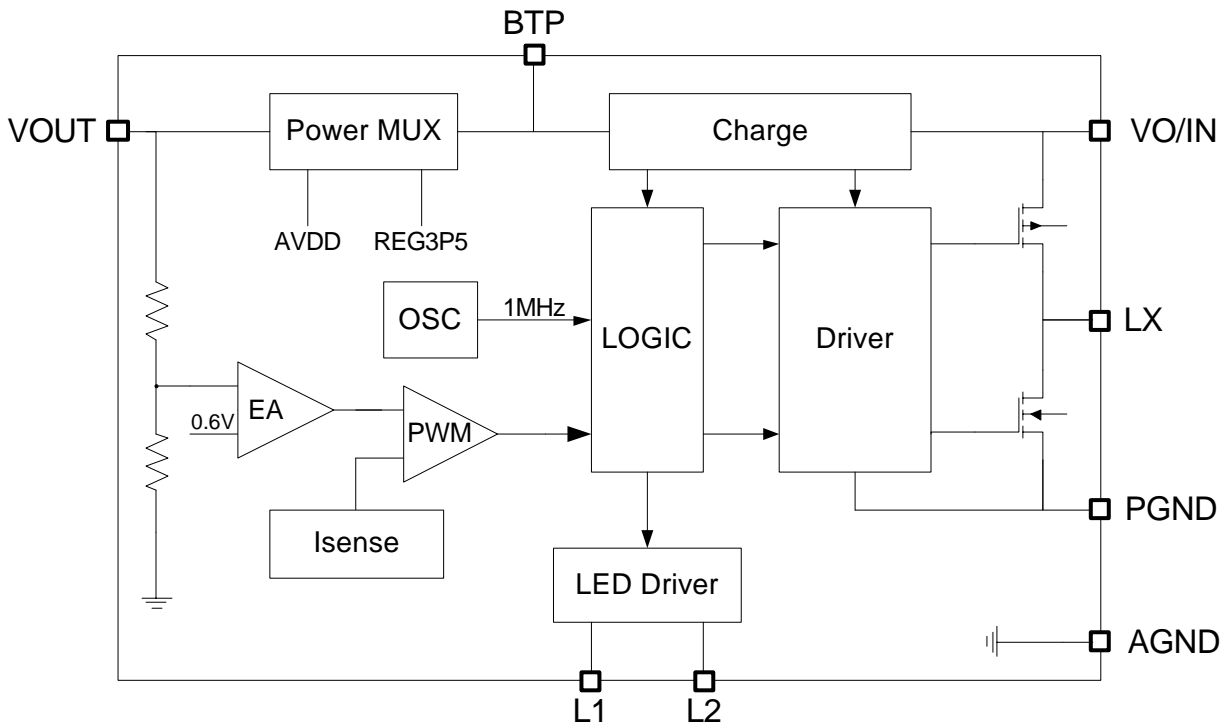 BTP
VOUT
Power MUX
Charge
VO/IN
AVDD
REG3P5
OSC
1MHz
LOGIC
Driver
LX
0.6V
EA
PWM
Isense
PGND
LED Driver
AGND
L1
L2